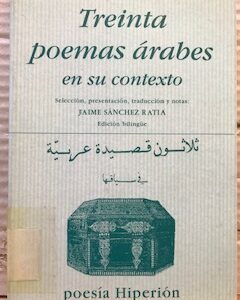 Treinta
poemas árabes
en su contexto
Selección, presentación, traducción y notas:
JAIME SÁNCHEZ RATIA
Edición bilingüe
ثلاثون قصيدة عربيّة
في سياقها
poesía Hiperión